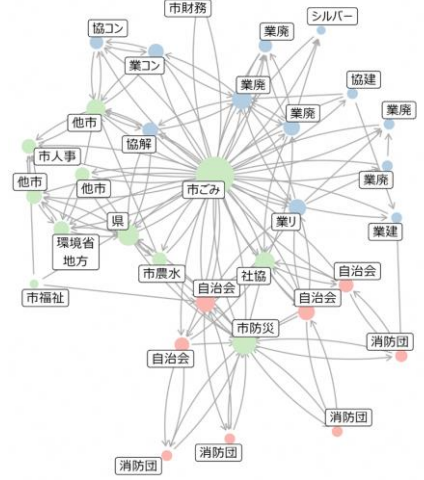 市財務
シルバー
協コン
業廃
業コン
業廃
協建
業廃
業廃
他市
協解
市人事
業廃
他市
他市
市ごみ
県
業リ
業建
環境省
地方
市農水
社協
自治会
自治会
自治会
市福祉
市防災
消防団
自治会
消防団
消防団
消防団